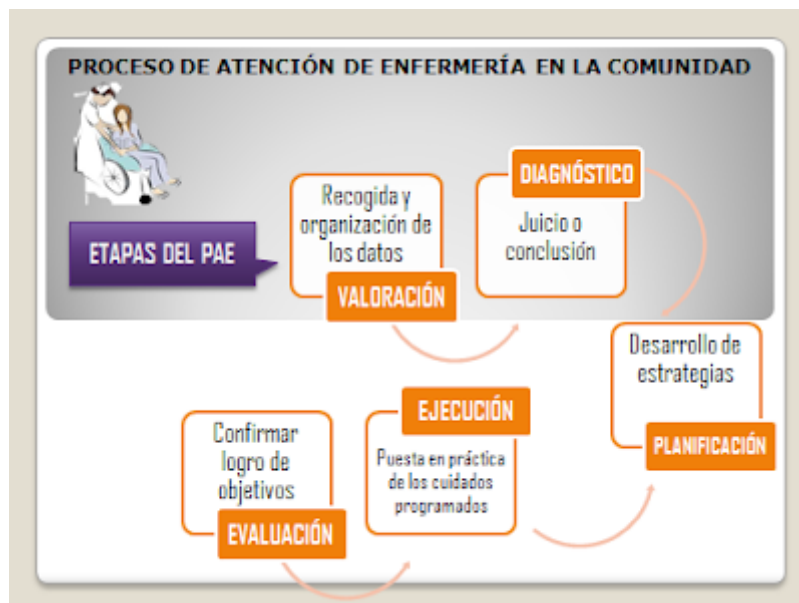 PROCESO DE ATENCIÓN DE ENFERMERÍA EN LA COMUNIDAD
ETAPAS DEL PAE
Recogida y
organización de
los datos
VALORACIÓN
DIAGNÓSTICO
Juicio o
conclusión
Desarrollo de
estrategias
PLANIFICACIÓN
EJECUCIÓN
Puesta en práctica
de los cuidados
programados
Confirmar
logro de
objetivos
EVALUACIÓN